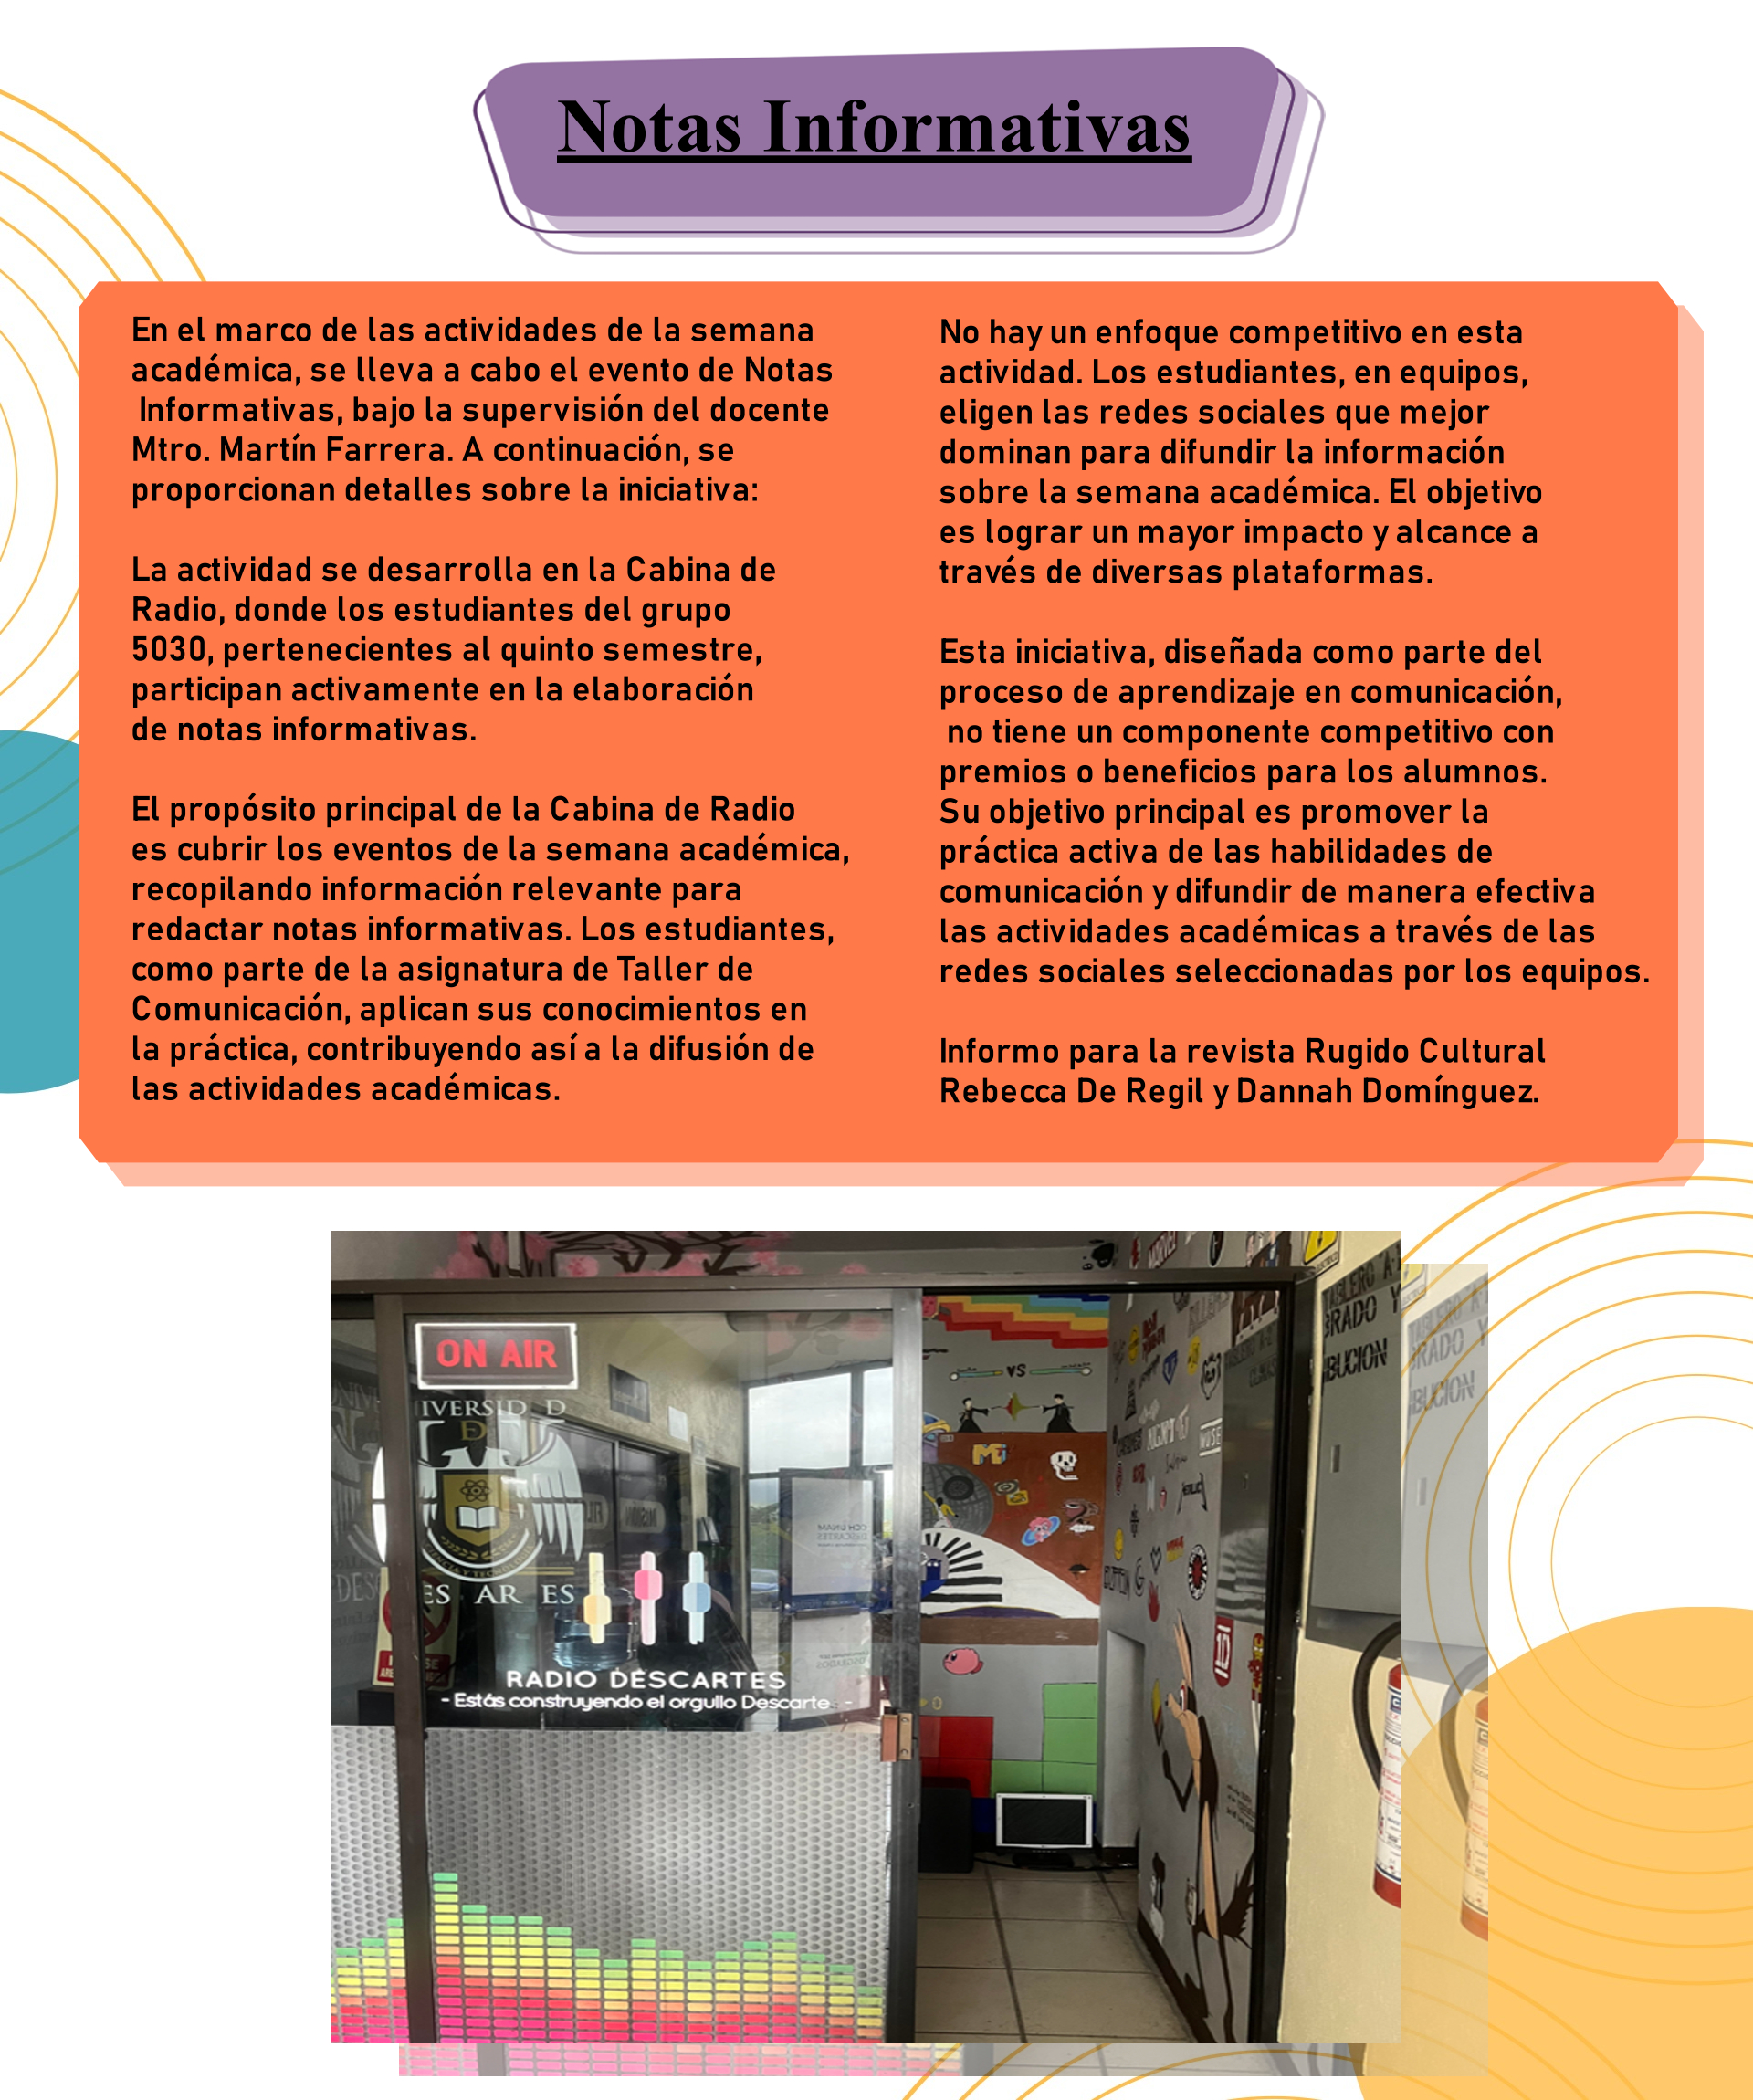 Notas Informativas
En el marco de las actividades de la semana
académica, se lleva a cabo el evento de Notas
Informativas, bajo la supervisión del docente
Mtro. Martín Farrera. A continuación, se
proporcionan detalles sobre la iniciativa:
La actividad se desarrolla en la Cabina de
Radio, donde los estudiantes del grupo
5030, pertenecientes al quinto semestre,
participan activamente en la elaboración
de notas informativas.
El propósito principal de la Cabina de Radio
es cubrir los eventos de la semana académica,
recopilando información relevante para
redactar notas informativas. Los estudiantes,
como parte de la asignatura de Taller de
Comunicación, aplican sus conocimientos en
la práctica, contribuyendo así a la difusión de
las actividades académicas.
No hay un enfoque competitivo en esta
actividad. Los estudiantes, en equipos,
eligen las redes sociales que mejor
dominan para difundir la información
sobre la semana académica. El objetivo
es lograr un mayor impacto y alcance a
través de diversas plataformas.
Esta iniciativa, diseñada como parte del
proceso de aprendizaje en comunicación,
no tiene un componente competitivo con
premios o beneficios para los alumnos.
Su objetivo principal es promover la
práctica activa de las habilidades de
comunicación y difundir de manera efectiva
las actividades académicas a través de las
redes sociales seleccionadas por los equipos.
Informo para la revista Rugido Cultural
Rebecca De Regil y Dannah Domínguez.
ON AIR
IVERSID D
D
ES AR ES
RADIO DESCARTES
- Estás construyendo el orgullo Descarte -
VS
MUSE
1D
TABLERO A
BRADO Y
IBUCION